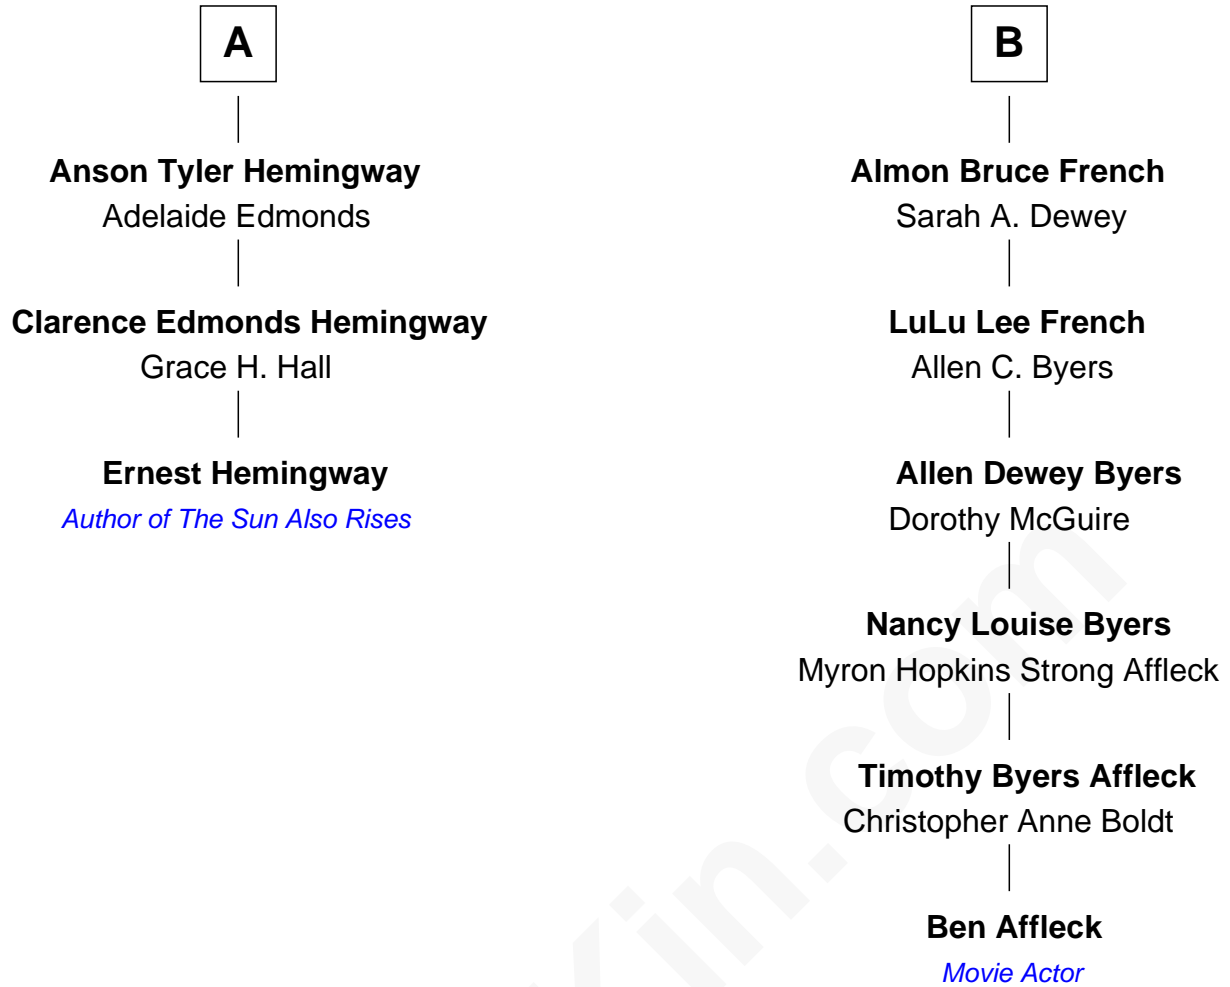 A
Anson Tyler Hemingway
Adelaide Edmonds
Clarence Edmonds Hemingway
Grace H. Hall
Ernest Hemingway
Author of The Sun Also Rises
B
Almon Bruce French
Sarah A. Dewey
LuLu Lee French
Allen C. Byers
Allen Dewey Byers
Dorothy McGuire
Nancy Louise Byers
Myron Hopkins Strong Affleck
Timothy Byers Affleck
Christopher Anne Boldt
Ben Affleck
Movie Actor
Kin.com